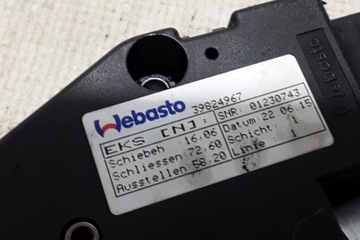 Webasto 39824967
EKS [N]: SNR: 01230743
Schiebeh 16,06 Datum: 22 06 15
Schliessen: 72,60 Schicht: 1
Ausstellen: 58,20 Linie: 1
Webasto